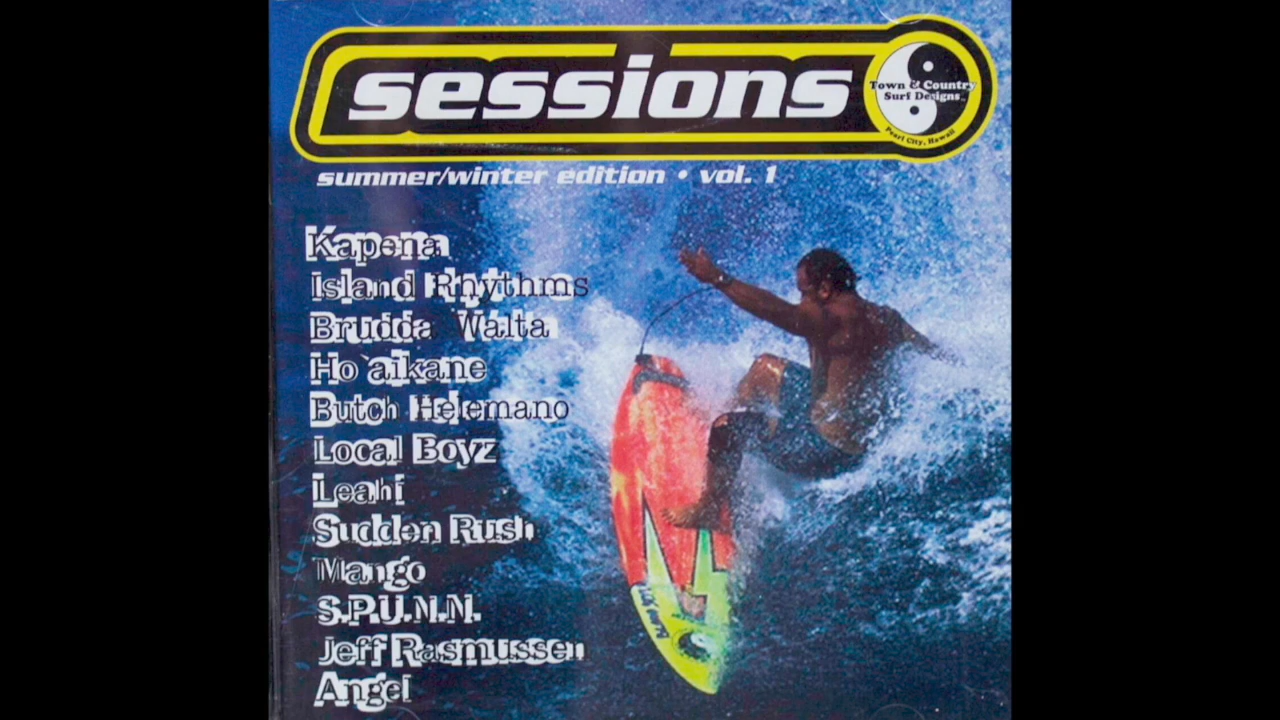 sessions
Town & Country
Surf Designs
Pearl City, Hawaii
summer/winter edition • vol. 1
Kapena
Island Rhythms
Brudda Walta
Ho`aikane
Butch Helemano
Local Boyz
Leahi
Sudden Rush
Mango
S.P.U.N.N.
Jeff Rasmussen
Angel